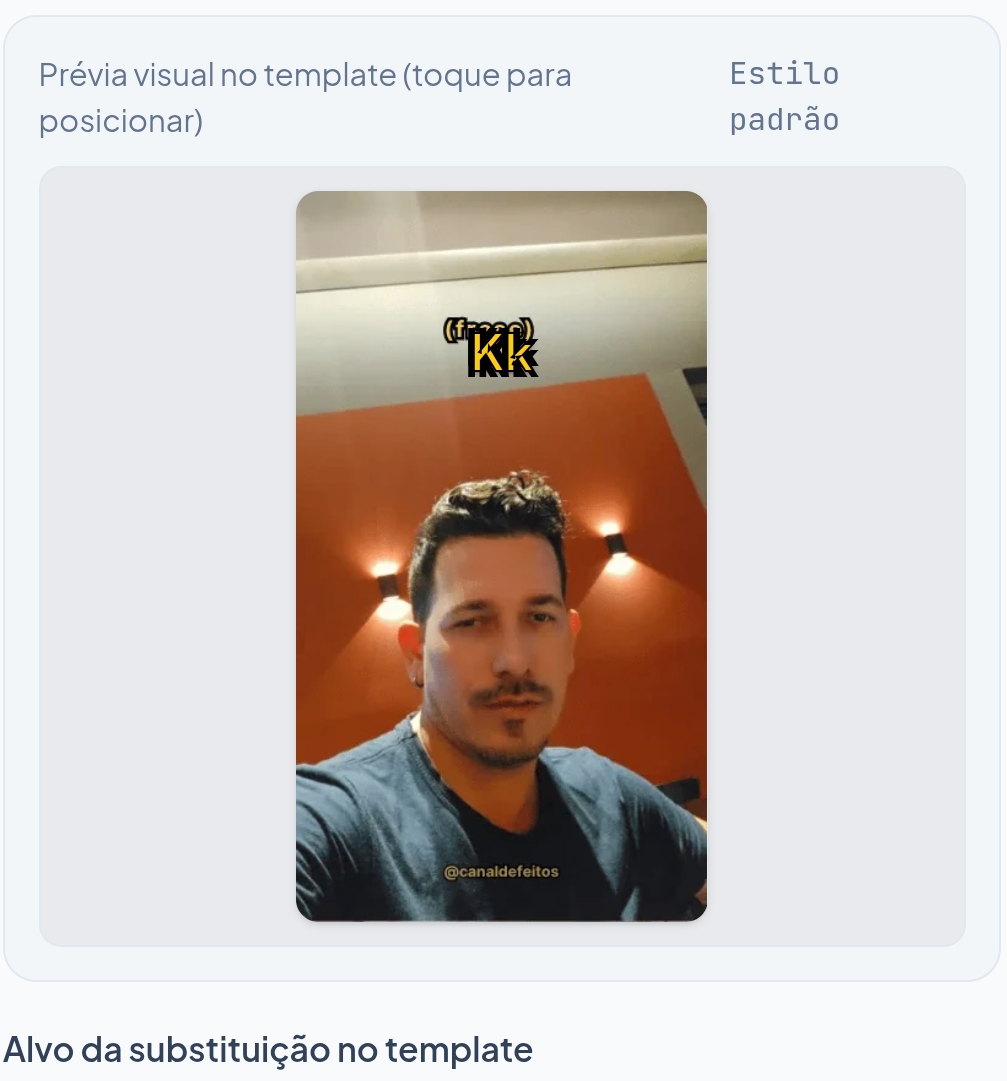 Prévia visual no template (toque para
posicionar)
Estilo
padrão
Kk
@canaldefeitos
Alvo da substituição no template